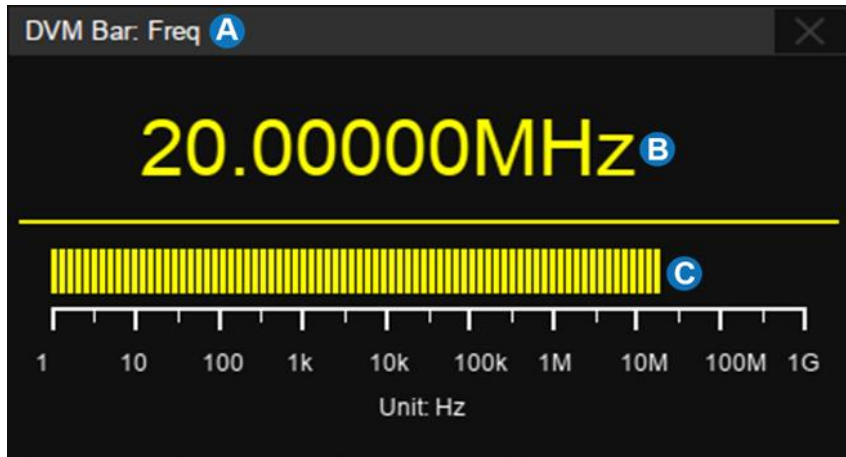 DVM Bar: Freq A
20.00000MHz B
C
1 10 100 1k 10k 100k 1M 10M 100M 1G
Unit: Hz